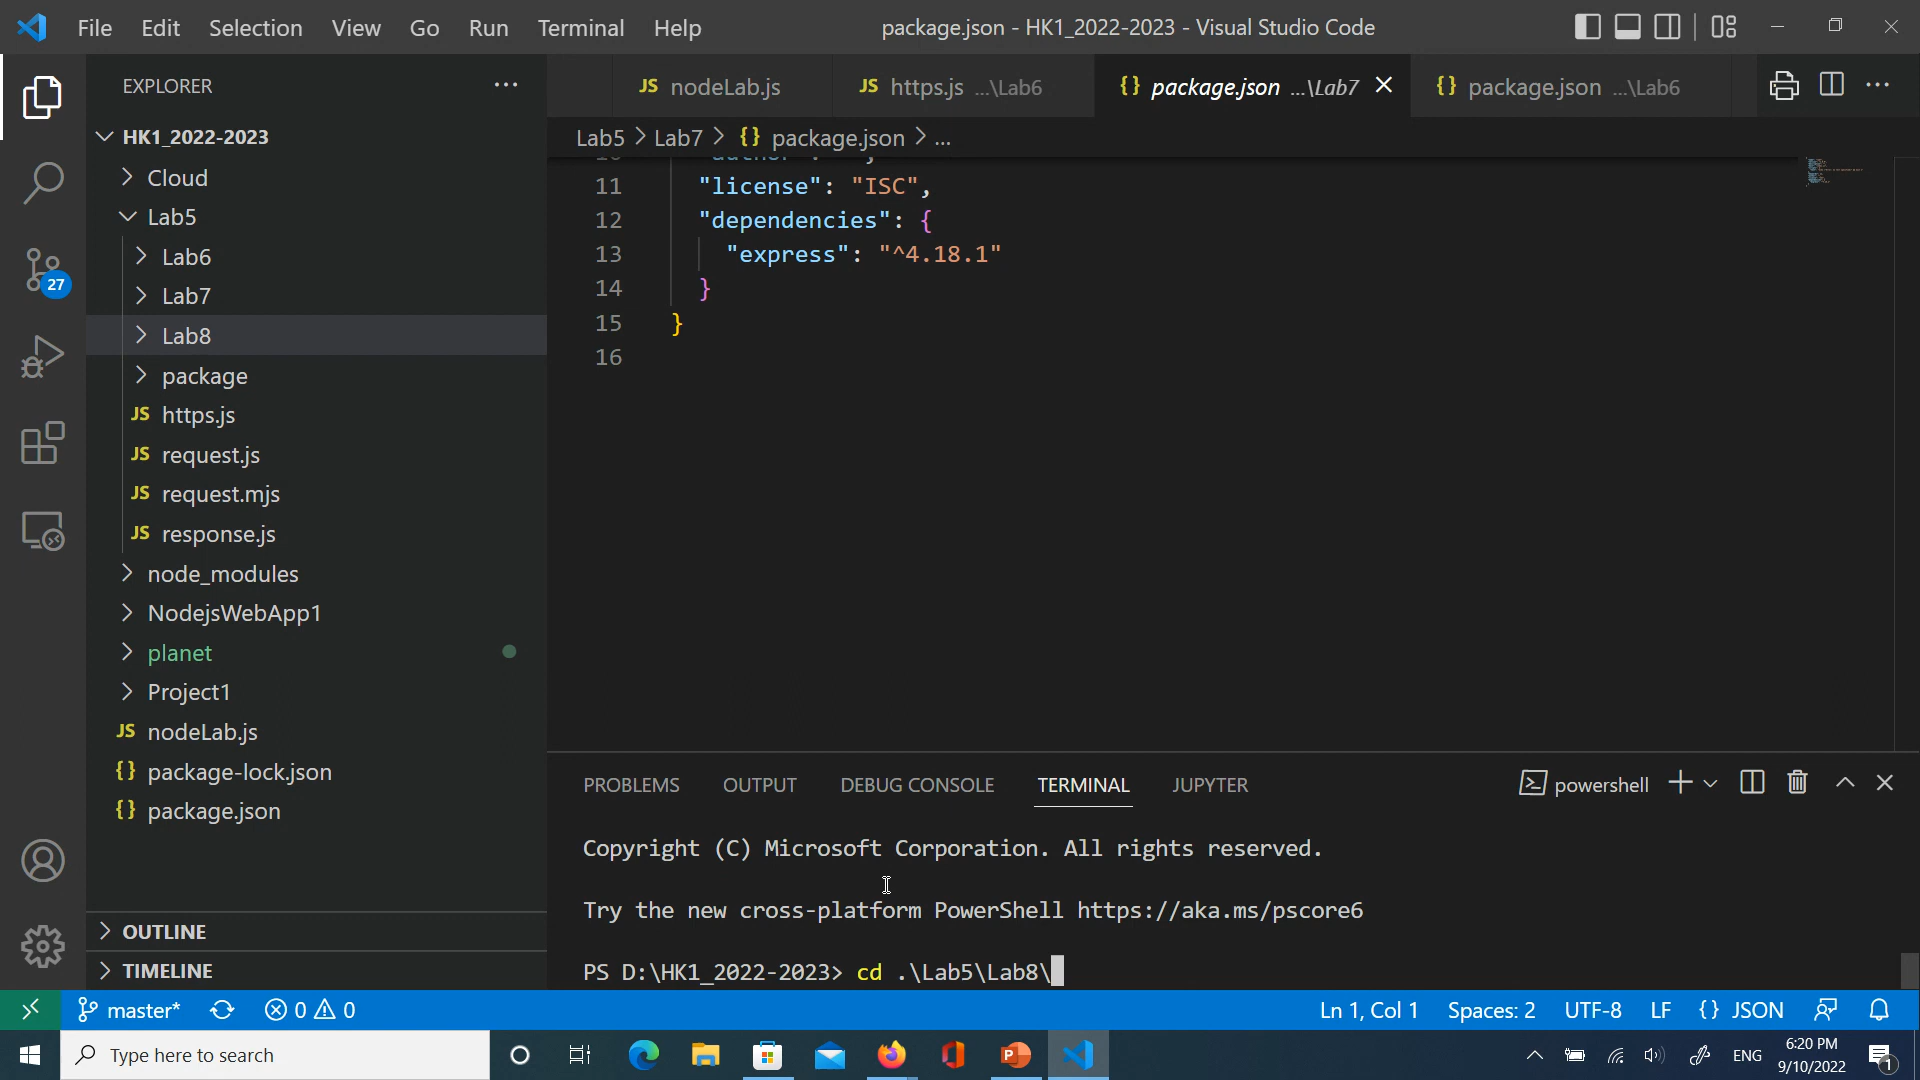 File Edit Selection View Go Run Terminal Help
package.json - HK1_2022-2023 - Visual Studio Code
EXPLORER
HK1_2022-2023
Cloud
Lab5
Lab6
Lab7
Lab8
package
JS https.js
JS request.js
JS request.mjs
JS response.js
node_modules
NodejsWebApp1
planet
Project1
JS nodeLab.js
{} package-lock.json
{} package.json
OUTLINE
TIMELINE
27
JS nodeLab.js
JS https.js ...\Lab6
{} package.json ...\Lab7
{} package.json ...\Lab6
Lab5 > Lab7 > {} package.json > ...
11 "license": "ISC",
12 "dependencies": {
13 "express": "^4.18.1"
14 }
15 }
16
PROBLEMS OUTPUT DEBUG CONSOLE TERMINAL JUPYTER
powershell
Copyright (C) Microsoft Corporation. All rights reserved.
Try the new cross-platform PowerShell https://aka.ms/pscore6
PS D:\HK1_2022-2023> cd .\Lab5\Lab8\
master* 0 0
Ln 1, Col 1 Spaces: 2 UTF-8 LF {} JSON
Type here to search
ENG
6:20 PM
9/10/2022
1